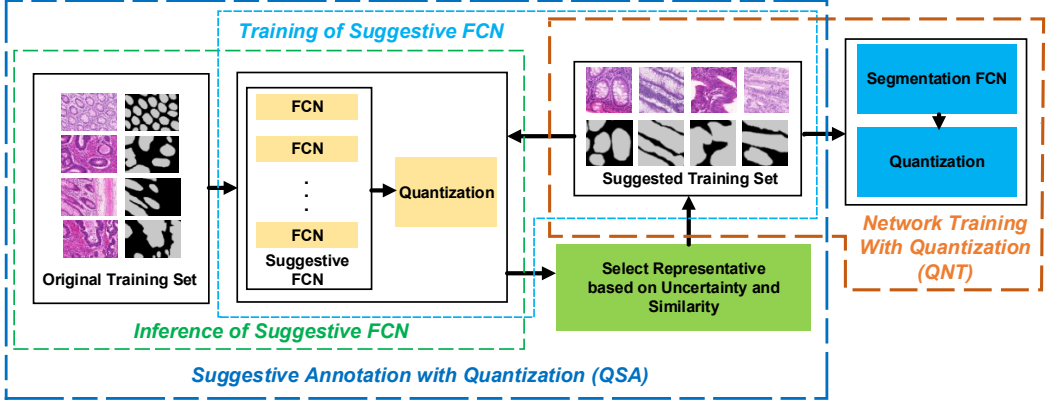 Training of Suggestive FCN
FCN
FCN
.
.
.
FCN
Suggestive
FCN
Quantization
Original Training Set
Inference of Suggestive FCN
Suggested Training Set
Select Representative
based on Uncertainty and
Similarity
Suggestive Annotation with Quantization (QSA)
Segmentation FCN
Quantization
Network Training
With Quantization
(QNT)